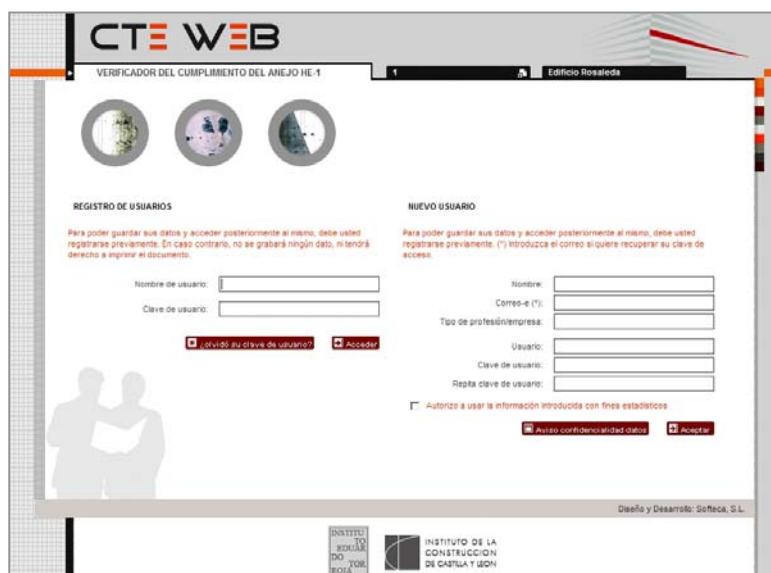 CTE WEB
VERIFICADOR DEL CUMPLIMIENTO DEL ANEJO HE-1
1
Edificio Rosaleda
REGISTRO DE USUARIOS
Para poder guardar sus datos y acceder posteriormente al mismo, debe usted
registrarse previamente. En caso contrario, no se grabará ningún dato, ni tendrá
derecho a imprimir el documento.
Nombre de usuario:
Clave de usuario:
¿olvidó su clave de usuario?
Acceder
NUEVO USUARIO
Para poder guardar sus datos y acceder posteriormente al mismo, debe usted
registrarse previamente. (*) Introduzca el correo si quiere recuperar su clave de
acceso.
Nombre:
Correo-e (*):
Tipo de profesión/empresa:
Usuario:
Clave de usuario:
Repita clave de usuario:
Autorizo a usar la información introducida con fines estadísticos
Aviso confidencialidad datos
Aceptar
Diseño y Desarrollo: Softeca, S.L.
INSTITU
TO
EDUAR
DO
TOR
ROJA
INSTITUTO DE LA
CONSTRUCCION
DE CASTILLA Y LEON